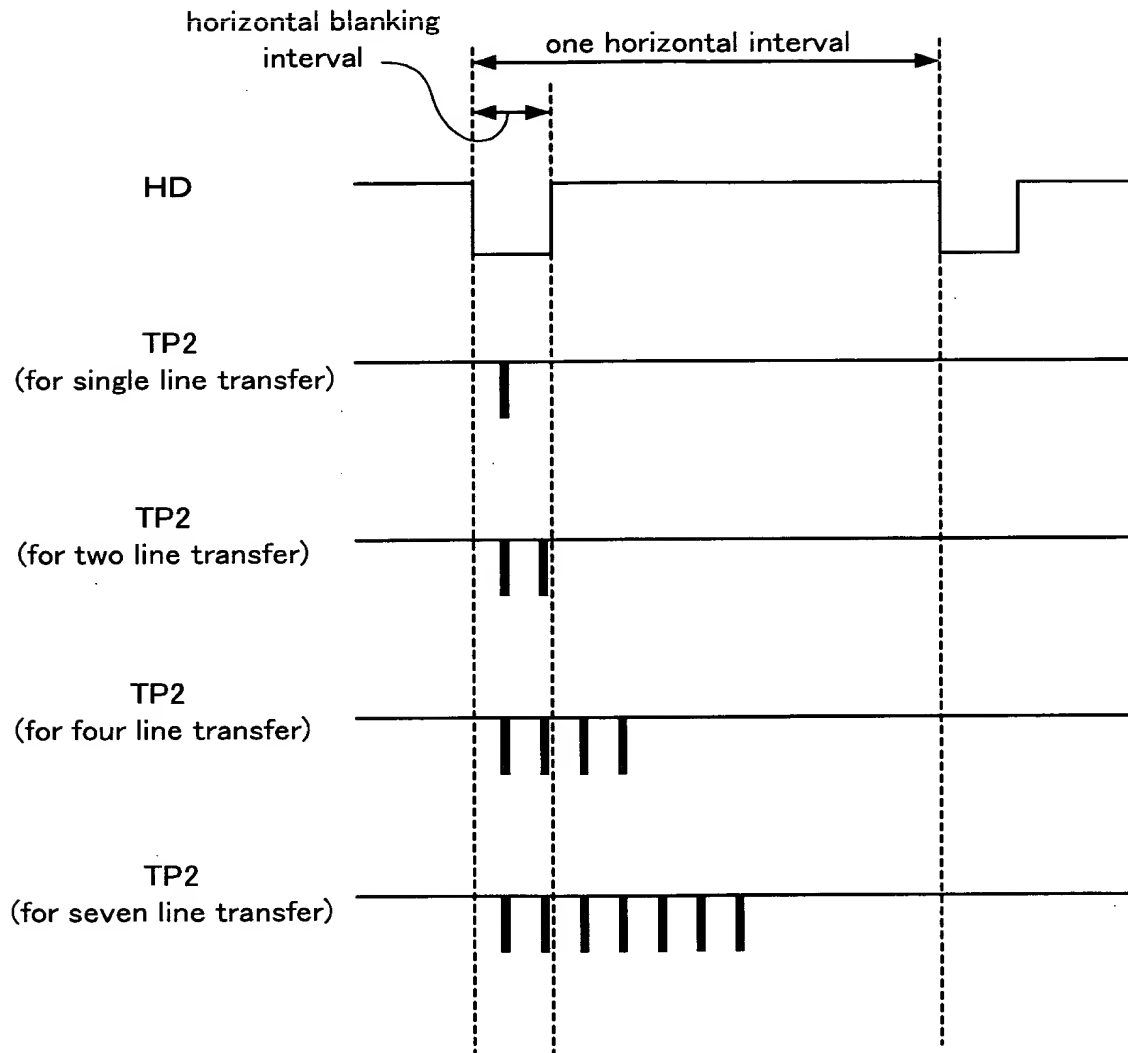 horizontal blanking
interval
one horizontal interval
HD
TP2
(for single line transfer)
TP2
(for two line transfer)
TP2
(for four line transfer)
TP2
(for seven line transfer)